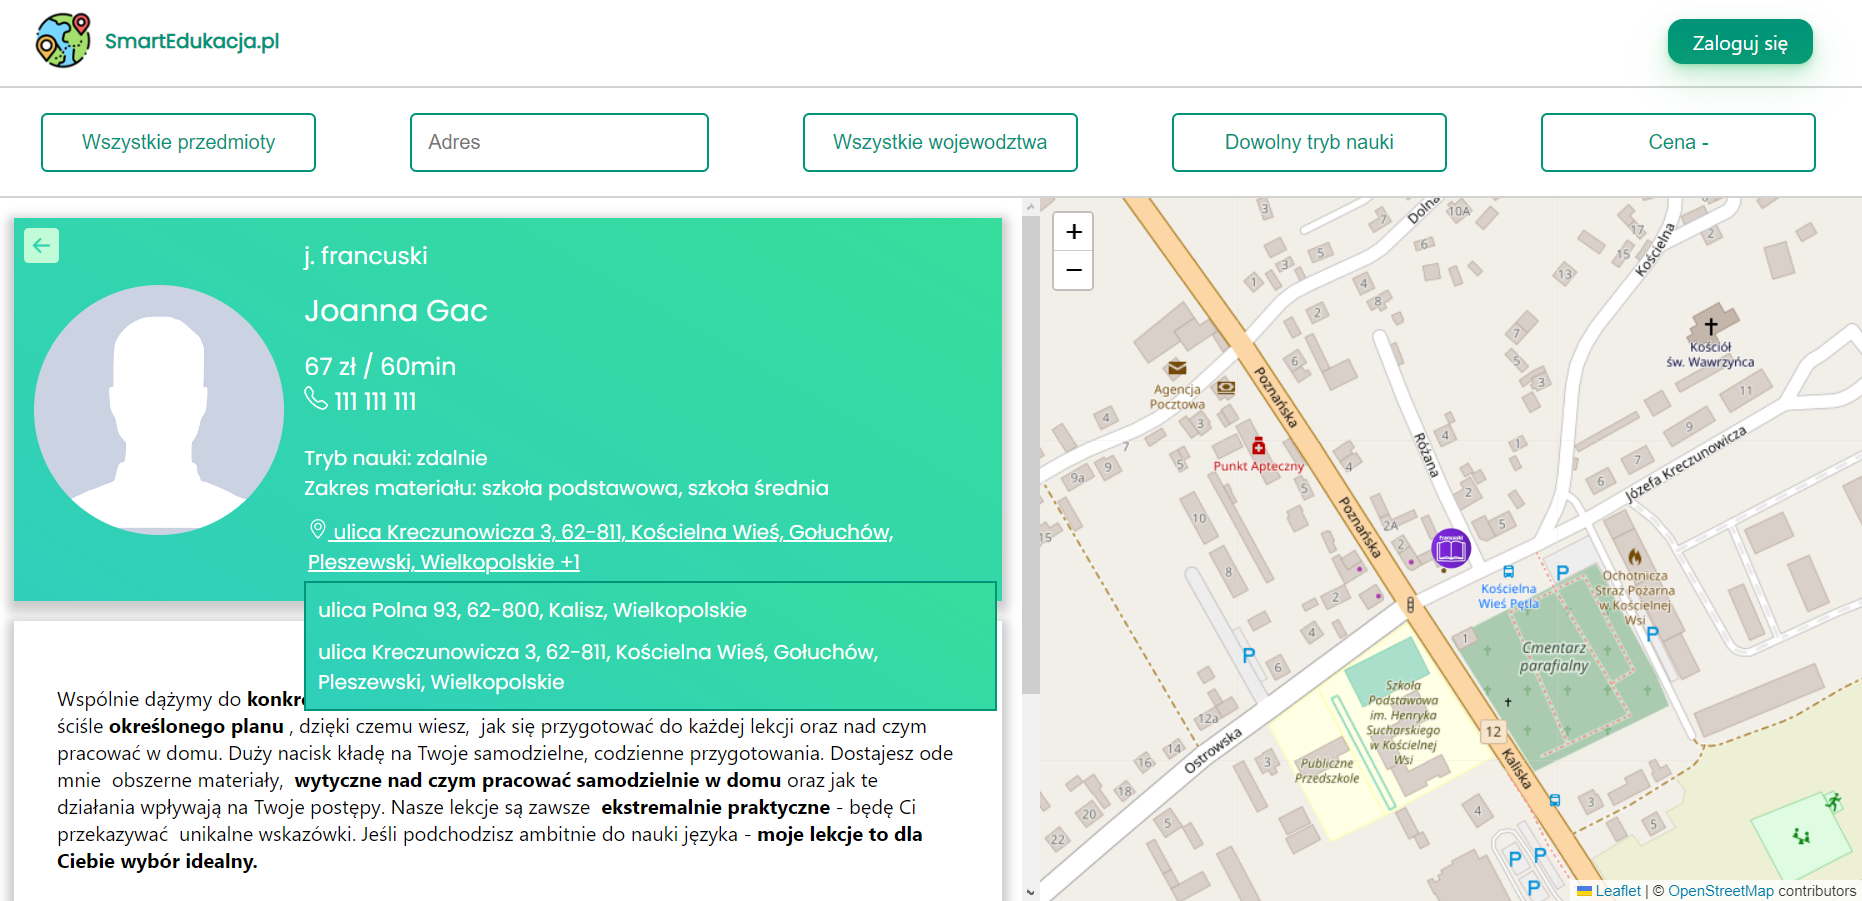 SmartEdukacja.pl
Zaloguj się
Wszystkie przedmioty
Adres
Wszystkie wojewodztwa
Dowolny tryb nauki
Cena -
j. francuski
Joanna Gac
67 zł / 60min
111 111 111
Tryb nauki: zdalnie
Zakres materiału: szkoła podstawowa, szkoła średnia
ulica Kreczunowicza 3, 62-811, Kościelna Wieś, Gołuchów,
Pleszewski, Wielkopolskie +1
ulica Polna 93, 62-800, Kalisz, Wielkopolskie
ulica Kreczunowicza 3, 62-811, Kościelna Wieś, Gołuchów,
Pleszewski, Wielkopolskie
Wspólnie dążymy do
ściśle określonego planu , dzięki czemu wiesz, jak się przygotować do każdej lekcji oraz nad czym
pracować w domu. Duży nacisk kładę na Twoje samodzielne, codzienne przygotowania. Dostajesz ode
mnie obszerne materiały, wytyczne nad czym pracować samodzielnie w domu oraz jak te
działania wpływają na Twoje postępy. Nasze lekcje są zawsze ekstremalnie praktyczne - będę Ci
przekazywać unikalne wskazówki. Jeśli podchodzisz ambitnie do nauki języka - moje lekcje to dla
Ciebie wybór idealny.
+
−
Dolna
10A
Kościelna
Kościół
św. Wawrzyńca
Agencja
Pocztowa
Poznańska
Punkt Apteczny
Różana
Józefa Kreczunowicza
Poznańska
2A
Francuski
Kościelna
Wieś Pętla
P
Ochotnicza
Straż Pożarna
w Kościelnej
Wsi
P
P
Cmentarz
parafialny
Szkoła
Podstawowa
im. Henryka
Sucharskiego
w Kościelnej
Wsi
Publiczne
Przedszkole
Ostrowska
12a
12
Kaliska
P
P
P
Leaflet | © OpenStreetMap contributors